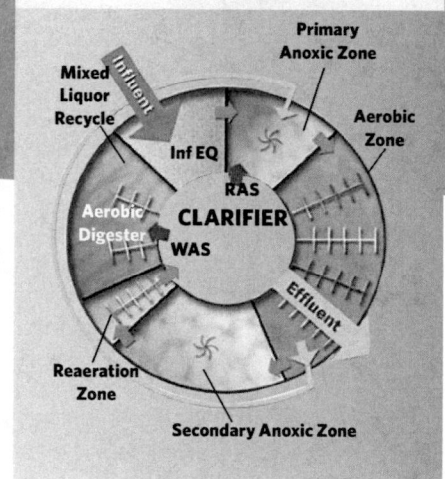 Primary
Anoxic Zone
Influent
Mixed
Liquor
Recycle
Aerobic
Zone
Inf EQ
RAS
CLARIFIER
Aerobic
Digester
WAS
Effluent
Reaeration
Zone
Secondary Anoxic Zone